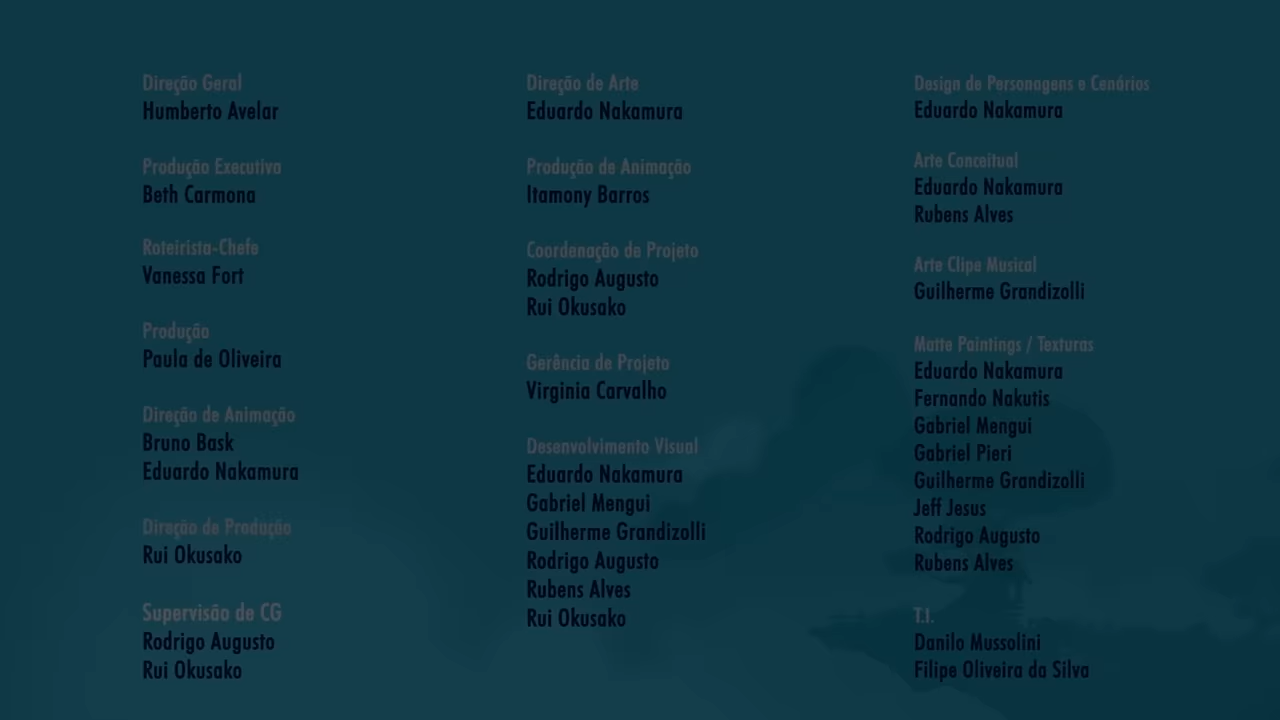 Direção Geral
Humberto Avelar
Produção Executiva
Beth Carmona
Roteirista-Chefe
Vanessa Fort
Produção
Paula de Oliveira
Direção de Animação
Bruno Bask
Eduardo Nakamura
Direção de Produção
Rui Okusako
Supervisão de CG
Rodrigo Augusto
Rui Okusako
Direção de Arte
Eduardo Nakamura
Produção de Animação
Itamony Barros
Coordenação de Projeto
Rodrigo Augusto
Rui Okusako
Gerência de Projeto
Virginia Carvalho
Desenvolvimento Visual
Eduardo Nakamura
Gabriel Mengui
Guilherme Grandizolli
Rodrigo Augusto
Rubens Alves
Rui Okusako
Design de Personagens e Cenários
Eduardo Nakamura
Arte Conceitual
Eduardo Nakamura
Rubens Alves
Arte Clipe Musical
Guilherme Grandizolli
Matte Paintings / Texturas
Eduardo Nakamura
Fernando Nakutis
Gabriel Mengui
Gabriel Pieri
Guilherme Grandizolli
Jeff Jesus
Rodrigo Augusto
Rubens Alves
T.I.
Danilo Mussolini
Filipe Oliveira da Silva